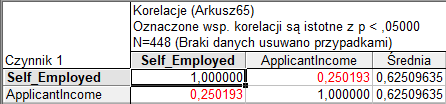 Korelacje (Arkusz65)
Oznaczone wsp. korelacji są istotne z p < ,05000
N=448 (Braki danych usuwano przypadkami)
Czynnik 1 Self_Employed ApplicantIncome Średnia
Self_Employed 1,000000 0,250193 0,62509635
ApplicantIncome 0,250193 1,000000 0,62509635